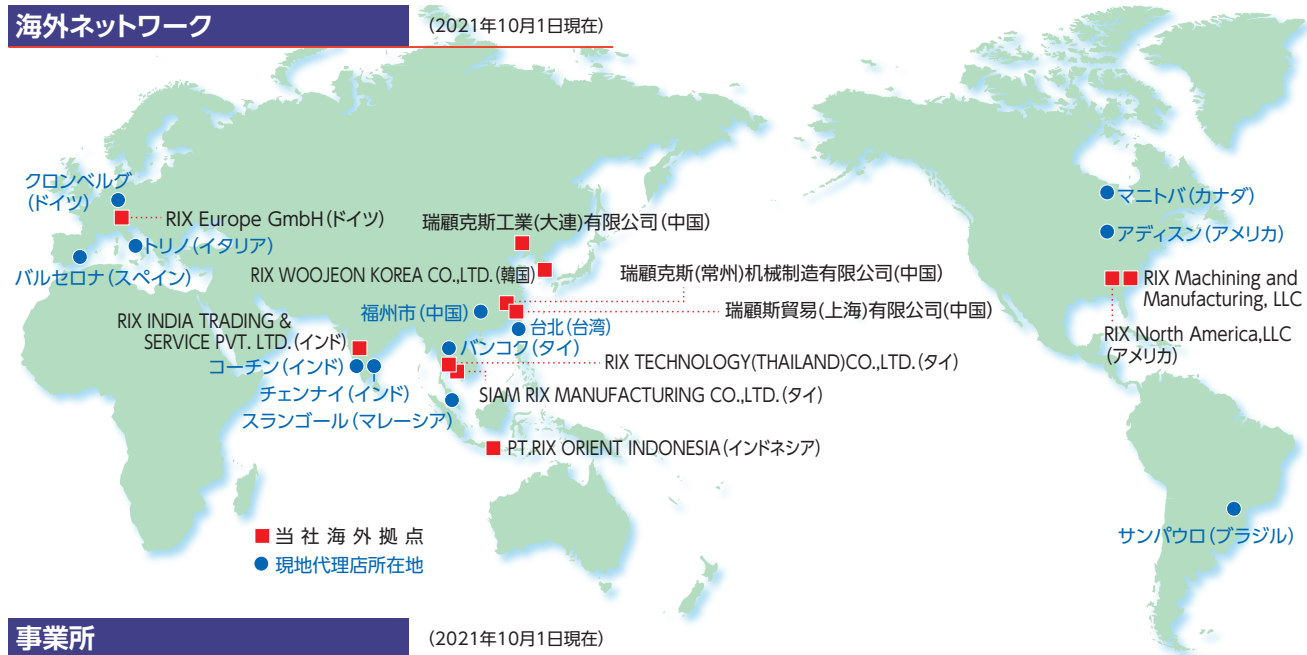 海外ネットワーク
(2021年10月1日現在)
クロンベルグ
(ドイツ)
RIX Europe GmbH(ドイツ)
トリノ(イタリア)
バルセロナ(スペイン)
瑞顧克斯工業(大連)有限公司(中国)
RIX WOOJEON KOREA CO.,LTD.(韓国)
瑞顧克斯(常州)机械制造有限公司(中国)
福州市(中国)
瑞顧斯貿易(上海)有限公司(中国)
台北(台湾)
RIX INDIA TRADING &
SERVICE PVT. LTD.(インド)
バンコク(タイ)
コーチン(インド)
RIX TECHNOLOGY(THAILAND)CO.,LTD.(タイ)
チェンナイ(インド)
SIAM RIX MANUFACTURING CO.,LTD.(タイ)
スランゴール(マレーシア)
PT.RIX ORIENT INDONESIA(インドネシア)
マニトバ(カナダ)
アディスン(アメリカ)
RIX Machining and
Manufacturing, LLC
RIX North America,LLC
(アメリカ)
サンパウロ(ブラジル)
当社海外拠点
現地代理店所在地
事業所
(2021年10月1日現在)